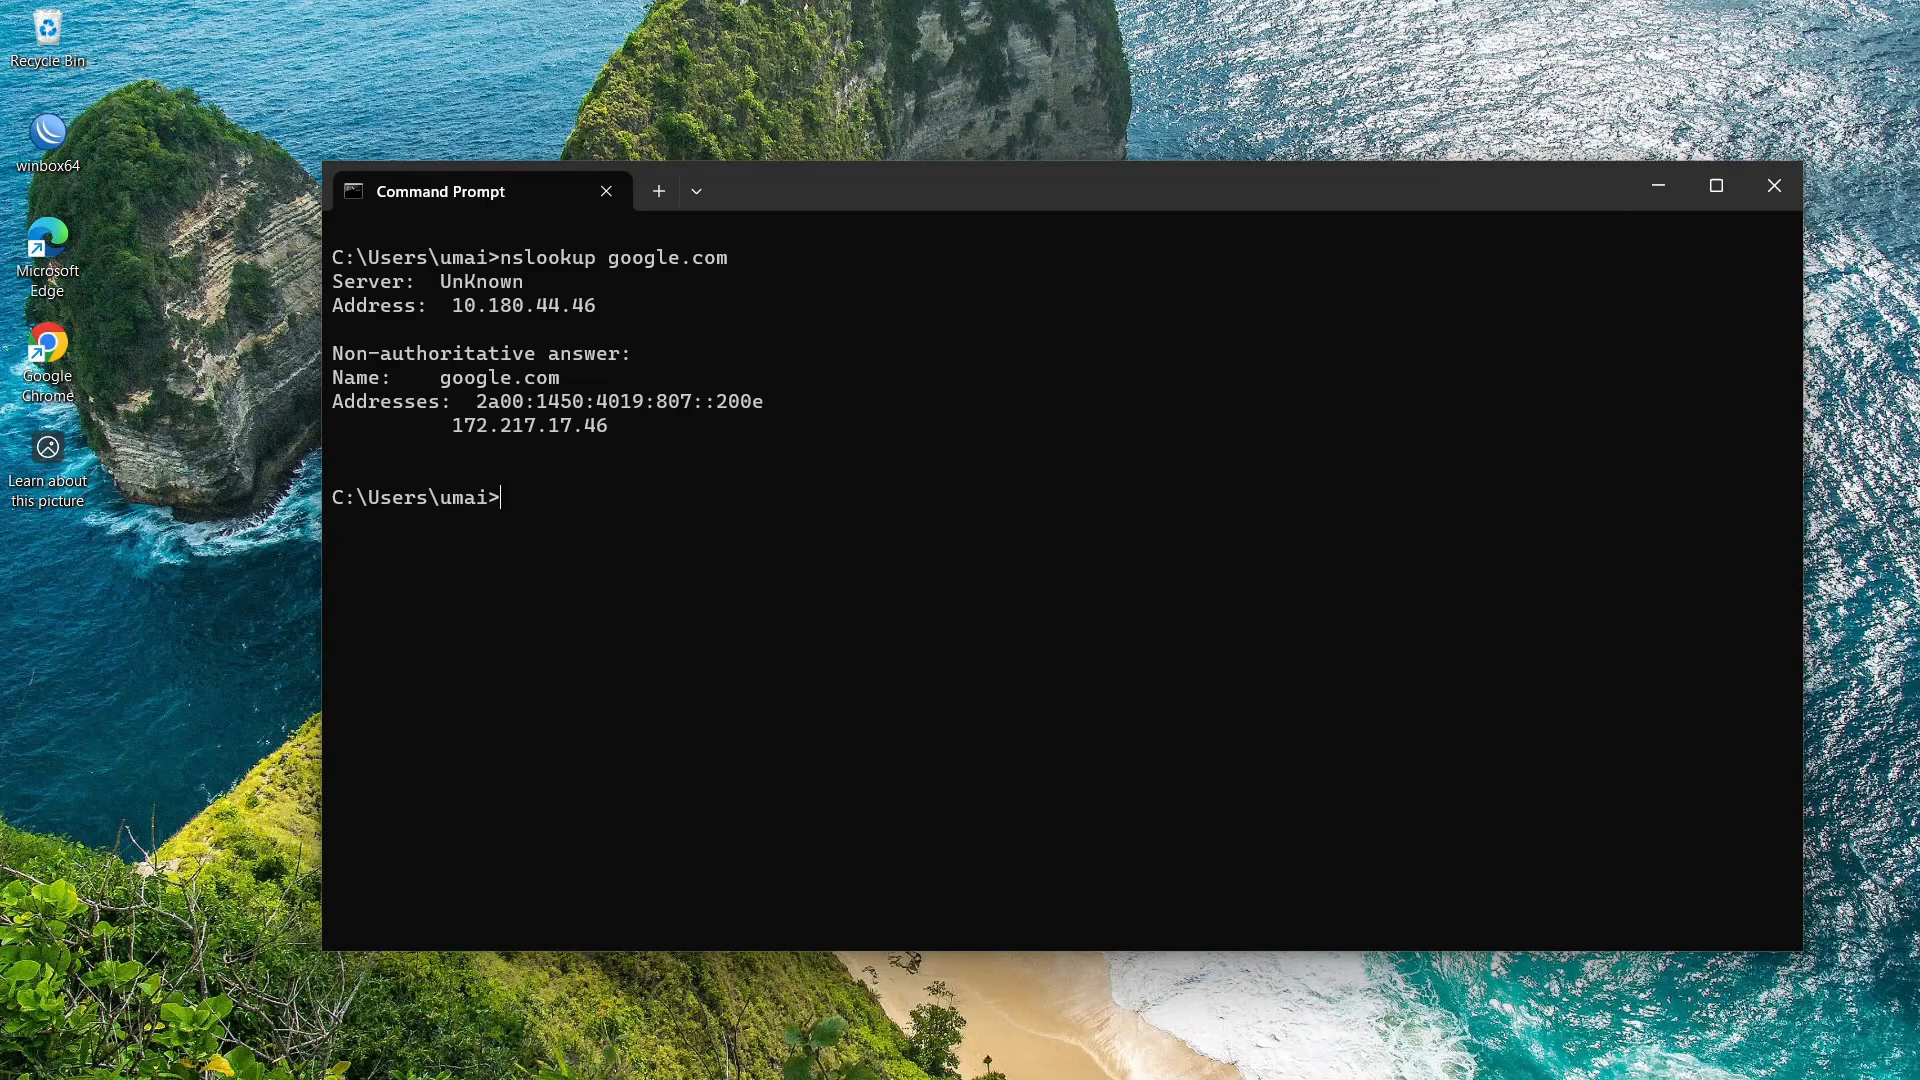 Recycle Bin
winbox64
Microsoft
Edge
Google
Chrome
Learn about
this picture
Command Prompt
C:\Users\umai>nslookup google.com
Server:  UnKnown
Address:  10.180.44.46
Non-authoritative answer:
Name:    google.com
Addresses:  2a00:1450:4019:807::200e
172.217.17.46
C:\Users\umai>